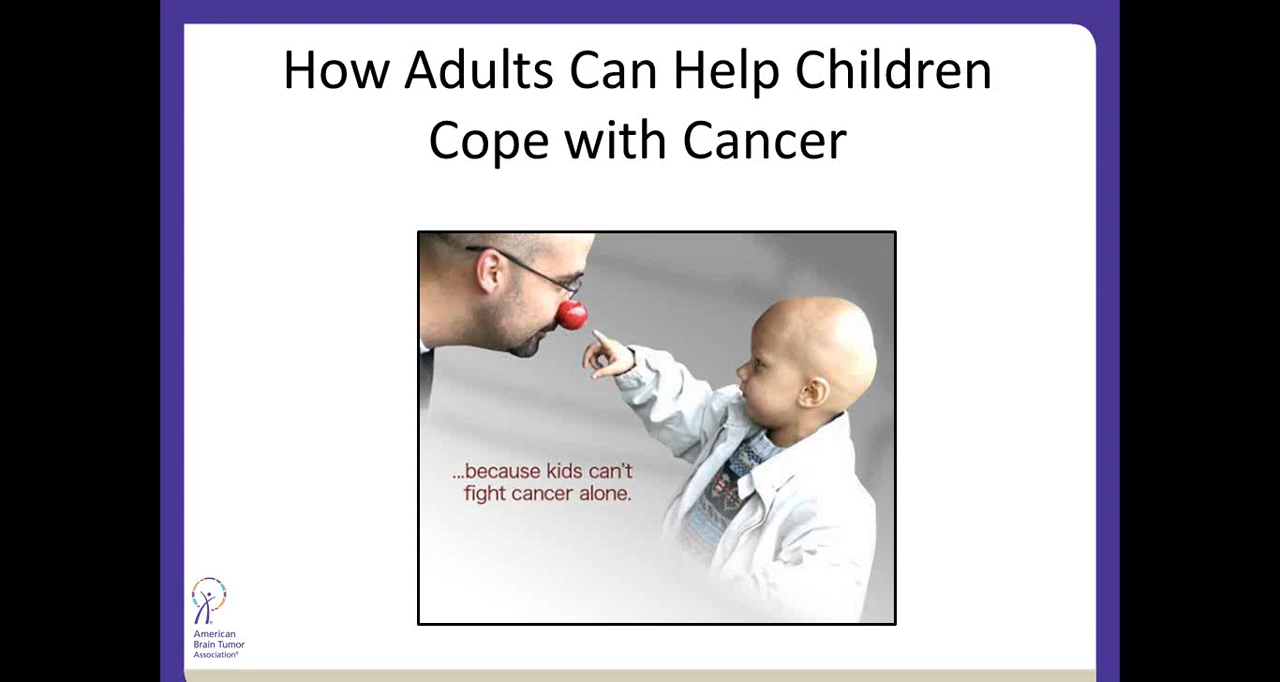 How Adults Can Help Children
Cope with Cancer
...because kids can't
fight cancer alone.
American
Brain Tumor
Association®